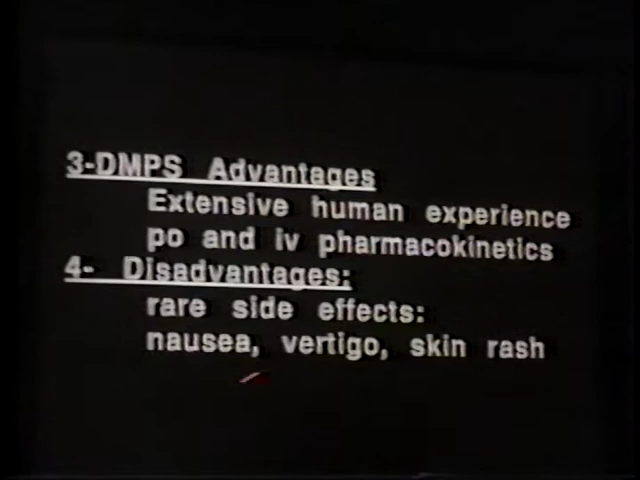 3-DMPS Advantages
Extensive human experience
po and iv pharmacokinetics
4- Disadvantages:
rare side effects:
nausea, vertigo, skin rash